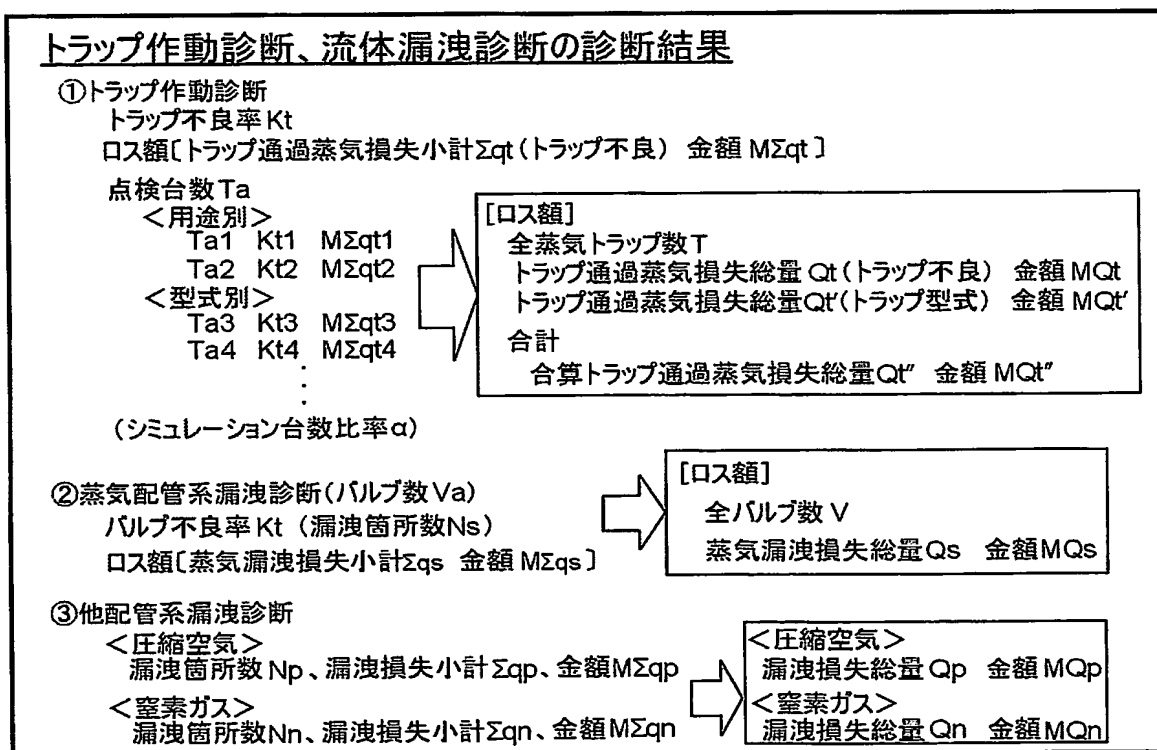 トラップ作動診断、流体漏洩診断の診断結果
①トラップ作動診断
トラップ不良率Kt
ロス額〔トラップ通過蒸気損失小計Σqt(トラップ不良) 金額 MΣqt〕
点検台数Ta
<用途別>
Ta1 Kt1 MΣqt1
Ta2 Kt2 MΣqt2
<型式別>
Ta3 Kt3 MΣqt3
Ta4 Kt4 MΣqt4
:
(シミュレーション台数比率α)
[ロス額]
全蒸気トラップ数T
トラップ通過蒸気損失総量Qt(トラップ不良) 金額 MQt
トラップ通過蒸気損失総量Qt′(トラップ型式) 金額 MQt′
合計
合算トラップ通過蒸気損失総量Qt″ 金額 MQt″
②蒸気配管系漏洩診断(バルブ数Va)
バルブ不良率Kt (漏洩箇所数Ns)
ロス額〔蒸気漏洩損失小計Σqs 金額MΣqs〕
[ロス額]
全バルブ数V
蒸気漏洩損失総量Qs 金額MQs
③他配管系漏洩診断
<圧縮空気>
漏洩箇所数Np、漏洩損失小計Σqp、金額MΣqp
<窒素ガス>
漏洩箇所数Nn、漏洩損失小計Σqn、金額MΣqn
<圧縮空気>
漏洩損失総量Qp 金額MQp
<窒素ガス>
漏洩損失総量Qn 金額MQn